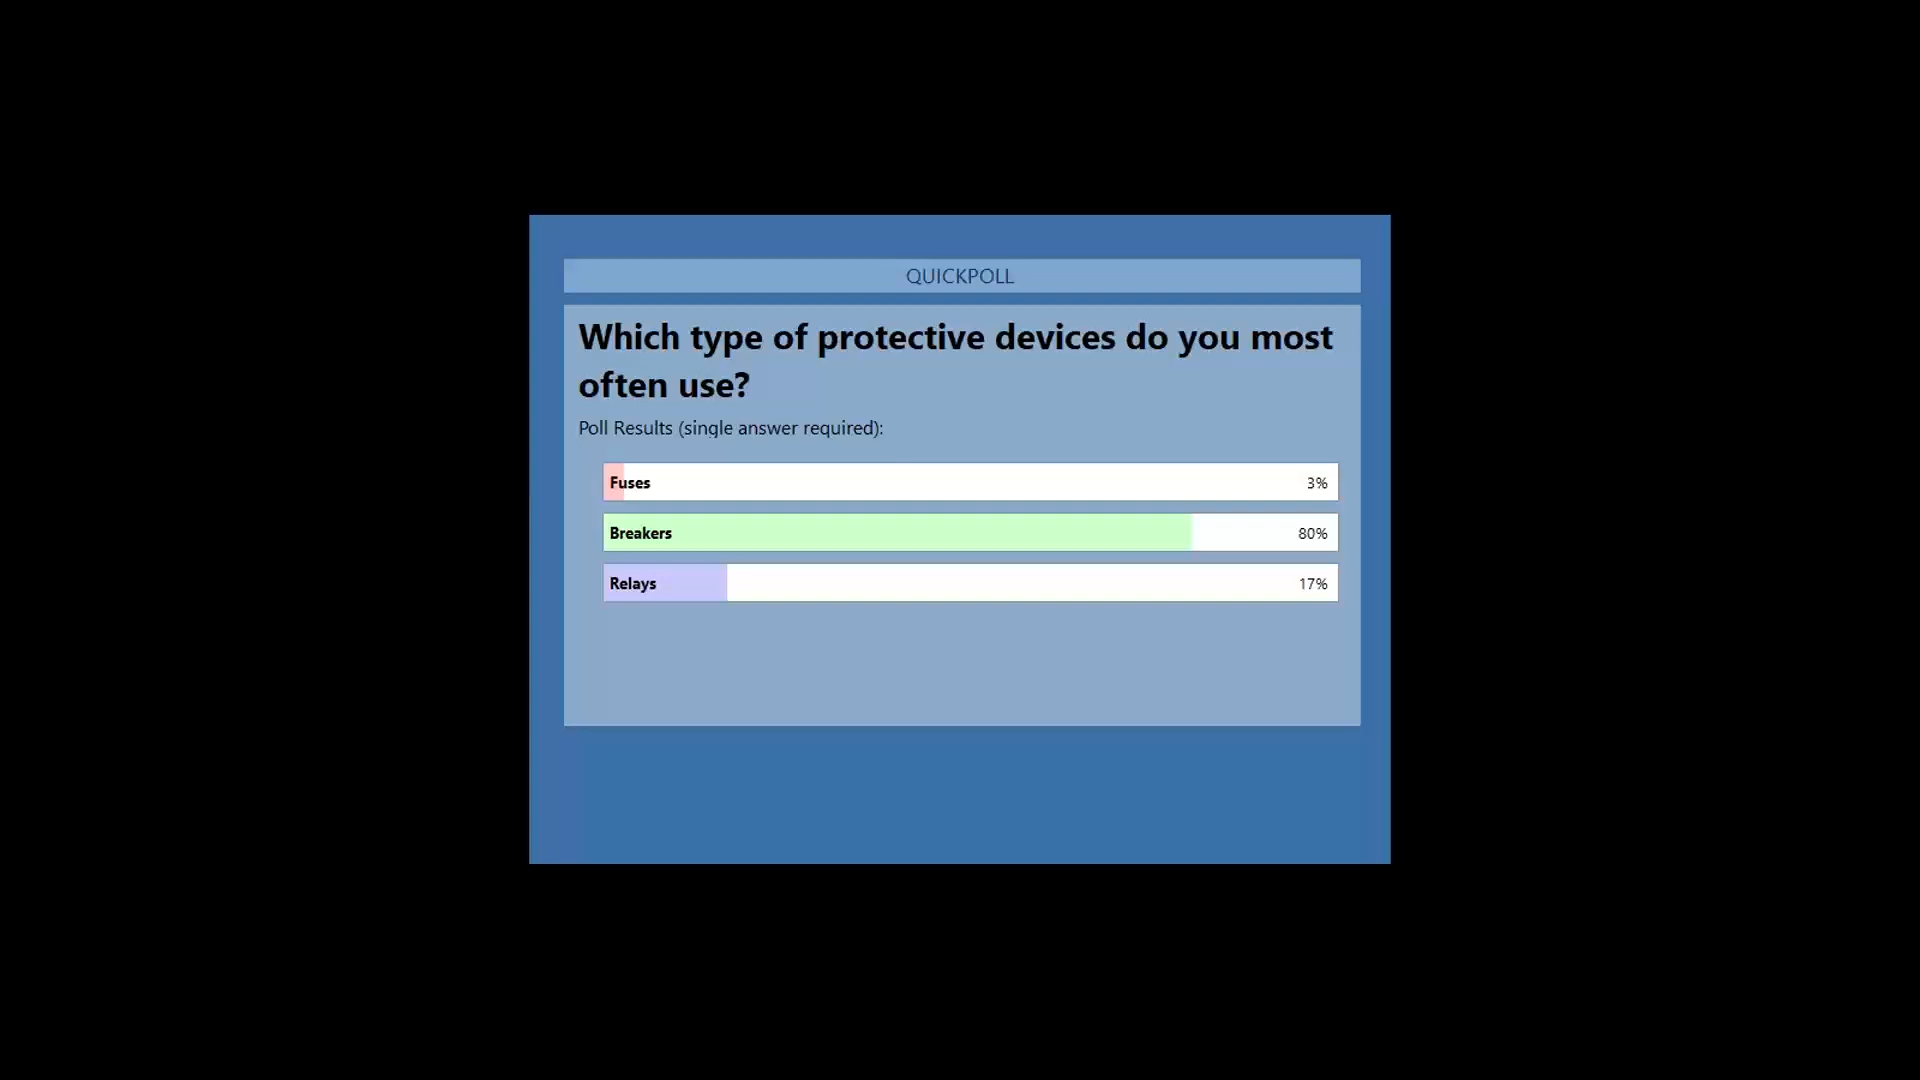 QUICKPOLL
Which type of protective devices do you most
often use?
Poll Results (single answer required):
Fuses 3%
Breakers 80%
Relays 17%